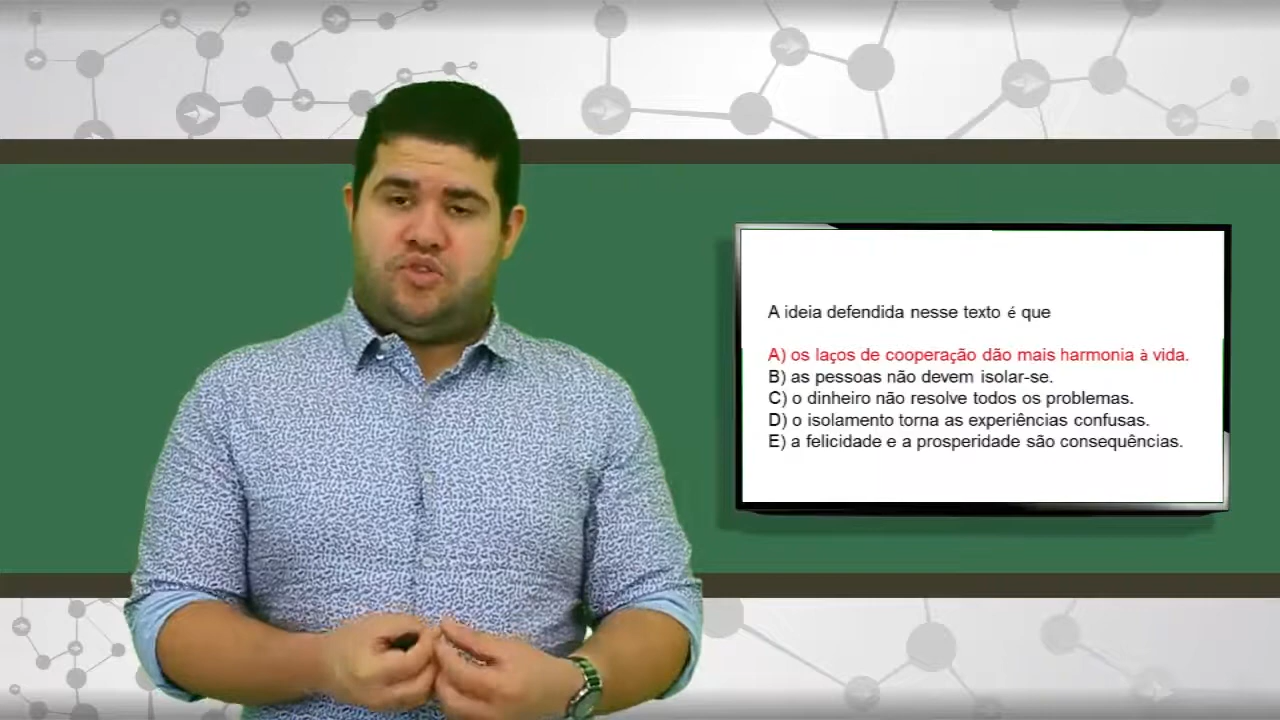 A ideia defendida nesse texto é que
A) os laços de cooperação dão mais harmonia à vida.
B) as pessoas não devem isolar-se.
C) o dinheiro não resolve todos os problemas.
D) o isolamento torna as experiências confusas.
E) a felicidade e a prosperidade são consequências.